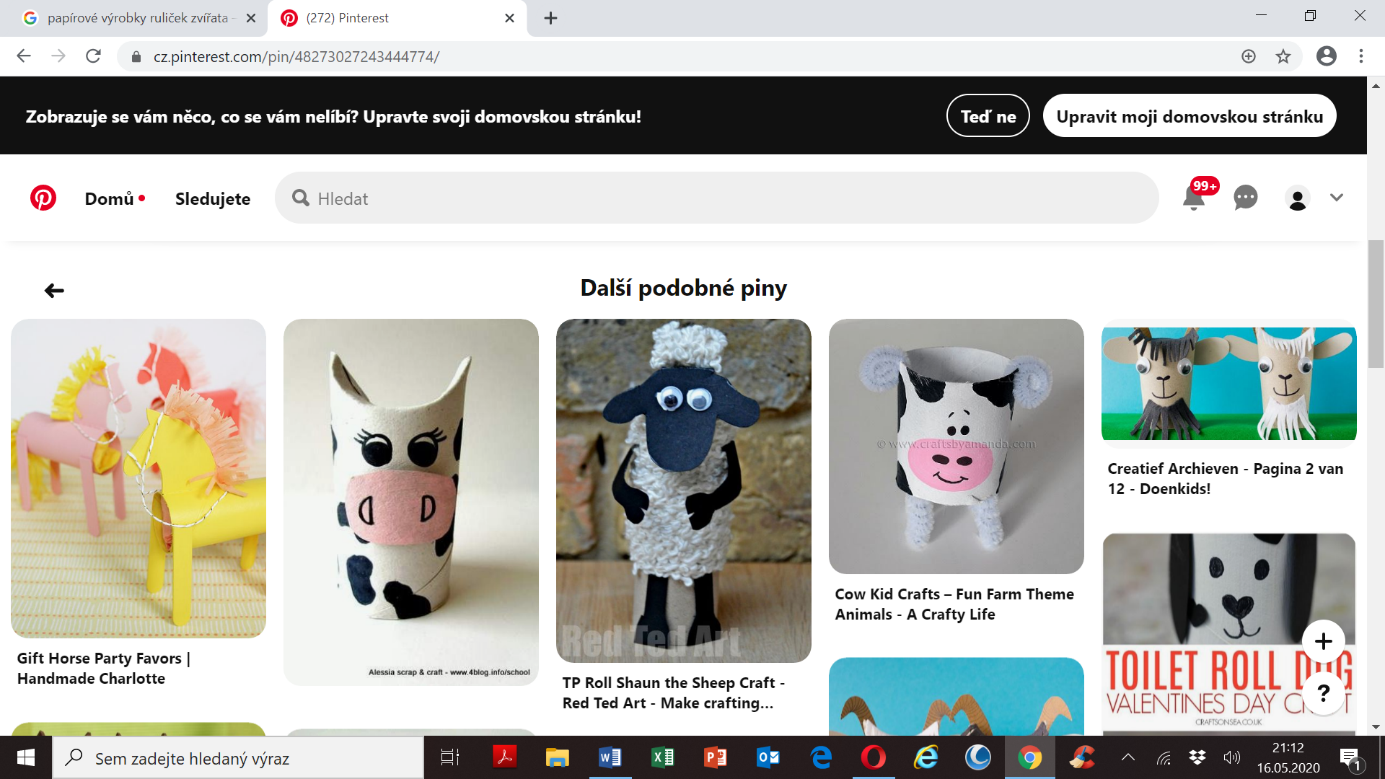 papírové výrobky ruliček zvířata -
(272) Pinterest
cz.pinterest.com/pin/48273027243444774/
Zobrazuje se vám něco, co se vám nelíbí? Upravte svoji domovskou stránku!
Teď ne
Upravit moji domovskou stránku
Domů
Sledujete
Hledat
99+
Další podobné piny
Alessia scrap & craft - www.4blog.info/school
Gift Horse Party Favors |
Handmade Charlotte
Red Ted Art
TP Roll Shaun the Sheep Craft -
Red Ted Art - Make crafting...
© www.craftsbyamanda.com
Cow Kid Crafts – Fun Farm Theme
Animals - A Crafty Life
Creatief Archieven - Pagina 2 van
12 - Doenkids!
TOILET ROLL DOG
VALENTINES DAY CRAFT
CRAFTSONSEA.CO.UK
+
?
Sem zadejte hledaný výraz
21:12
16.05.2020
1